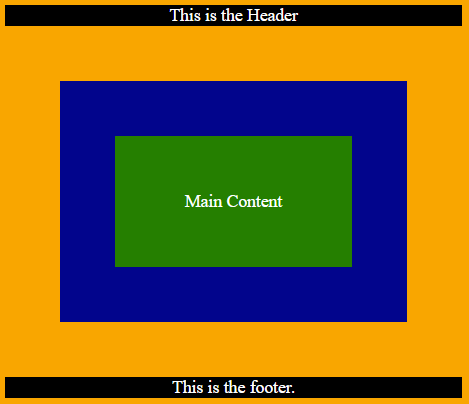 This is the Header
Main Content
This is the footer.